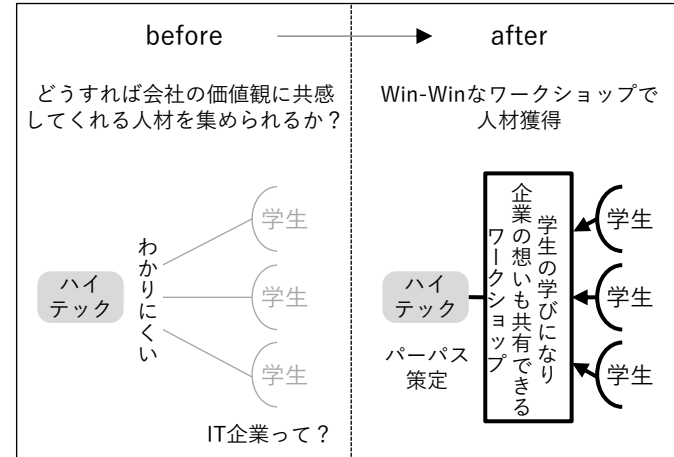 before
after
どうすれば会社の価値観に共感
してくれる人材を集められるか？
Win-Winなワークショップで
人材獲得
ハイ
テック
わかりにくい
学生
学生
学生
IT企業って？
ハイ
テック
パーパス
策定
学生の学びになり
企業の想いも共有できる
ワークショップ
学生
学生
学生